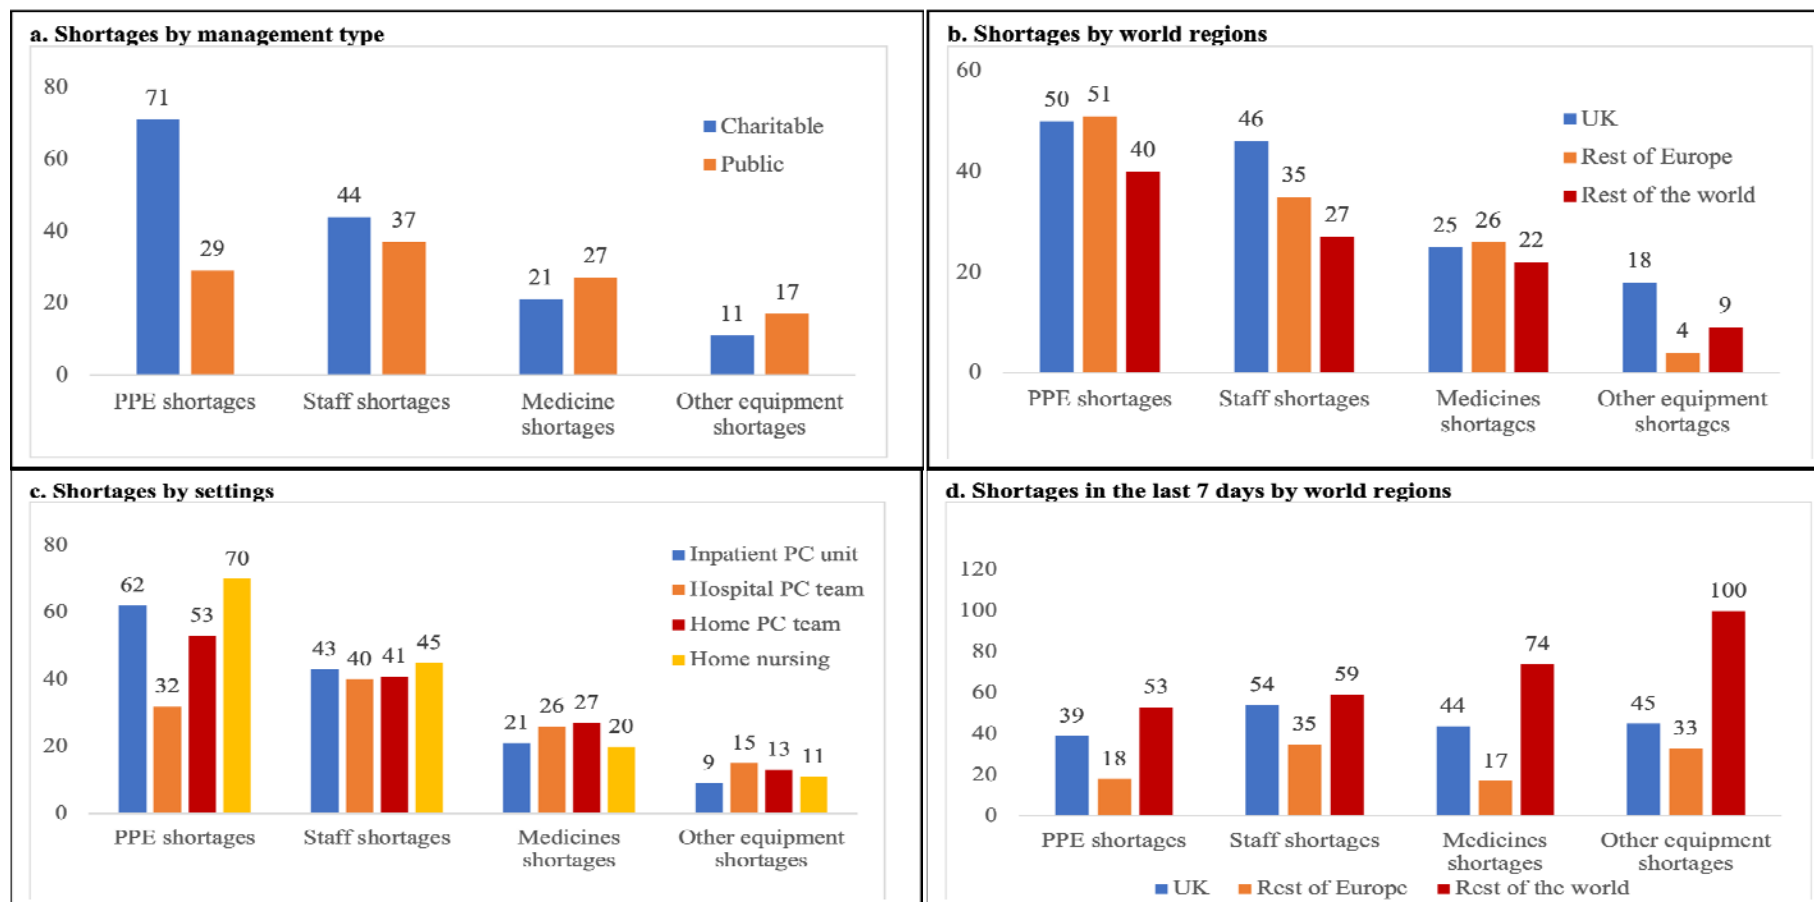 a. Shortages by management type
80
60
40
20
0
71
29
44
37
21
27
11
17
Charitable
Public
PPE shortages
Staff shortages
Medicine
shortages
Other equipment
shortages
b. Shortages by world regions
60
40
20
0
50
51
40
46
35
27
25
26
22
18
4
9
UK
Rest of Europe
Rest of the world
PPE shortages
Staff shortages
Medicines
shortages
Other equipment
shortages
c. Shortages by settings
80
60
40
20
0
62
32
53
70
43
40
41
45
21
26
27
20
9
15
13
11
Inpatient PC unit
Hospital PC team
Home PC team
Home nursing
PPE shortages
Staff shortages
Medicines
shortages
Other equipment
shortages
d. Shortages in the last 7 days by world regions
120
100
80
60
40
20
0
39
18
53
54
35
59
44
17
74
45
33
100
PPE shortages
Staff shortages
Medicines
shortages
Other equipment
shortages
UK
Rest of Europe
Rest of the world